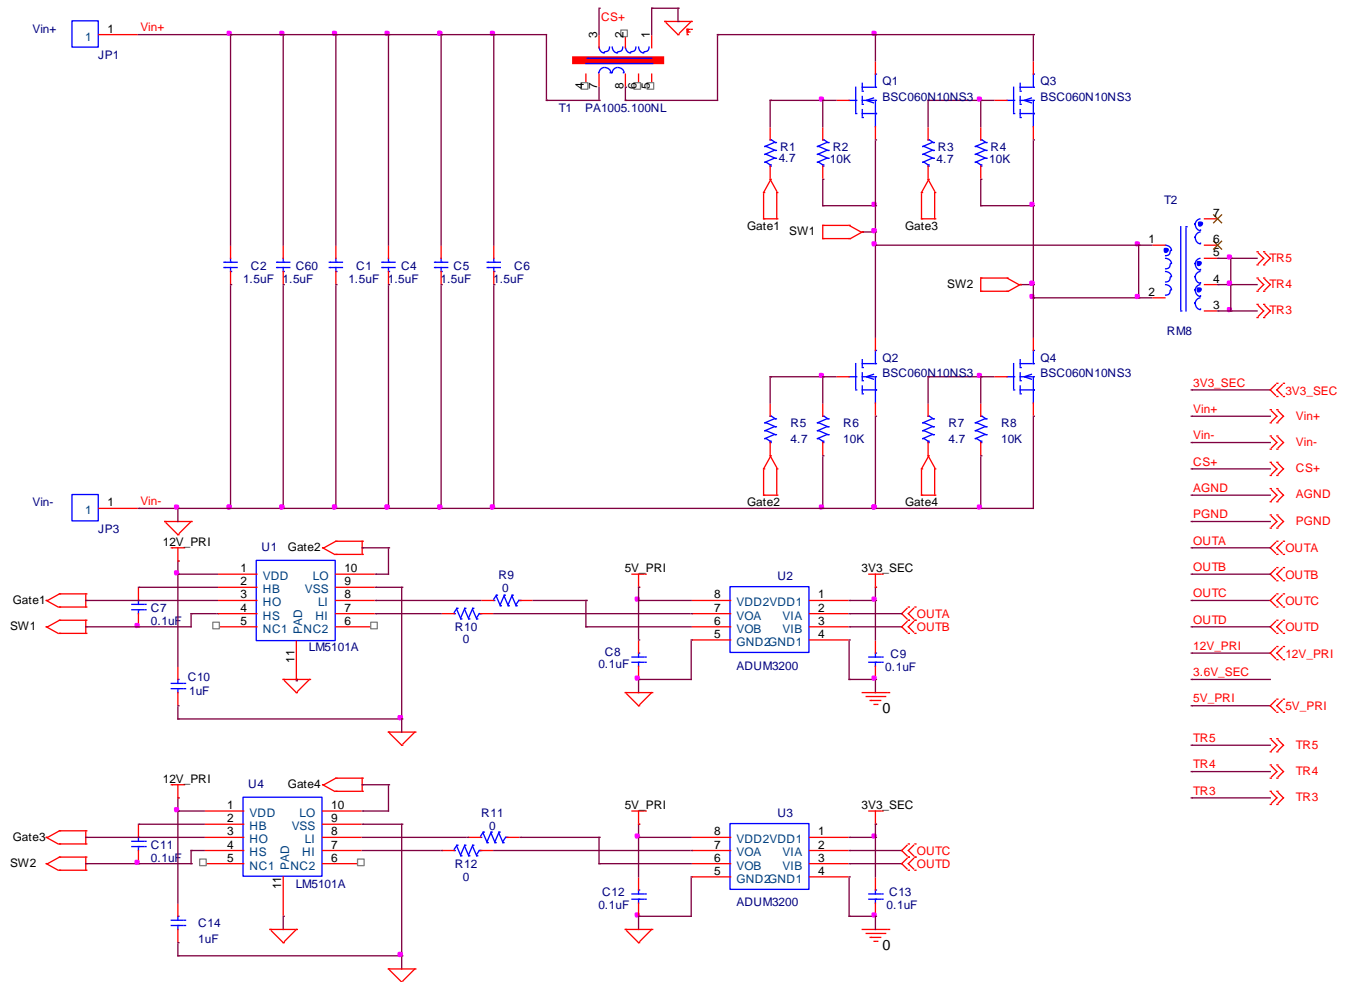 Vin+
1
1
Vin+
JP1
CS+
3
2
1
4
7
8
6
5
T1 PA1005.100NL
Q1
BSC060N10NS3
Q3
BSC060N10NS3
R1
4.7
R2
10K
R3
4.7
R4
10K
Gate1
SW1
Gate3
SW2
T2
7
6
5
4
3
1
2
TR5
TR4
TR3
RM8
C2
1.5uF
C60
1.5uF
C1
1.5uF
C4
1.5uF
C5
1.5uF
C6
1.5uF
Q2
BSC060N10NS3
Q4
BSC060N10NS3
R5
4.7
R6
10K
R7
4.7
R8
10K
Gate2
Gate4
Vin-
1
1
Vin-
JP3
3V3_SEC 3V3_SEC
Vin+ Vin+
Vin- Vin-
CS+ CS+
AGND AGND
PGND PGND
OUTA OUTA
OUTB OUTB
OUTC OUTC
OUTD OUTD
12V_PRI 12V_PRI
3.6V_SEC
5V_PRI 5V_PRI
TR5 TR5
TR4 TR4
TR3 TR3
12V_PRI
U1
Gate2
1 VDD LO 10
2 HB VSS 9
3 HO LI 8
4 HS HI 7
5 NC1 NC2 6
PAD
11
LM5101A
Gate1
SW1
C7
0.1uF
C10
1uF
R9
0
R10
0
5V_PRI
U2
3V3_SEC
8 VDD2 VDD1 1
7 VOA VIA 2
6 VOB VIB 3
5 GND2 GND1 4
ADUM3200
OUTA
OUTB
C8
0.1uF
C9
0.1uF
0
12V_PRI
U4
Gate4
1 VDD LO 10
2 HB VSS 9
3 HO LI 8
4 HS HI 7
5 NC1 NC2 6
PAD
11
LM5101A
Gate3
SW2
C11
0.1uF
C14
1uF
R11
0
R12
0
5V_PRI
U3
3V3_SEC
8 VDD2 VDD1 1
7 VOA VIA 2
6 VOB VIB 3
5 GND2 GND1 4
ADUM3200
OUTC
OUTD
C12
0.1uF
C13
0.1uF
0